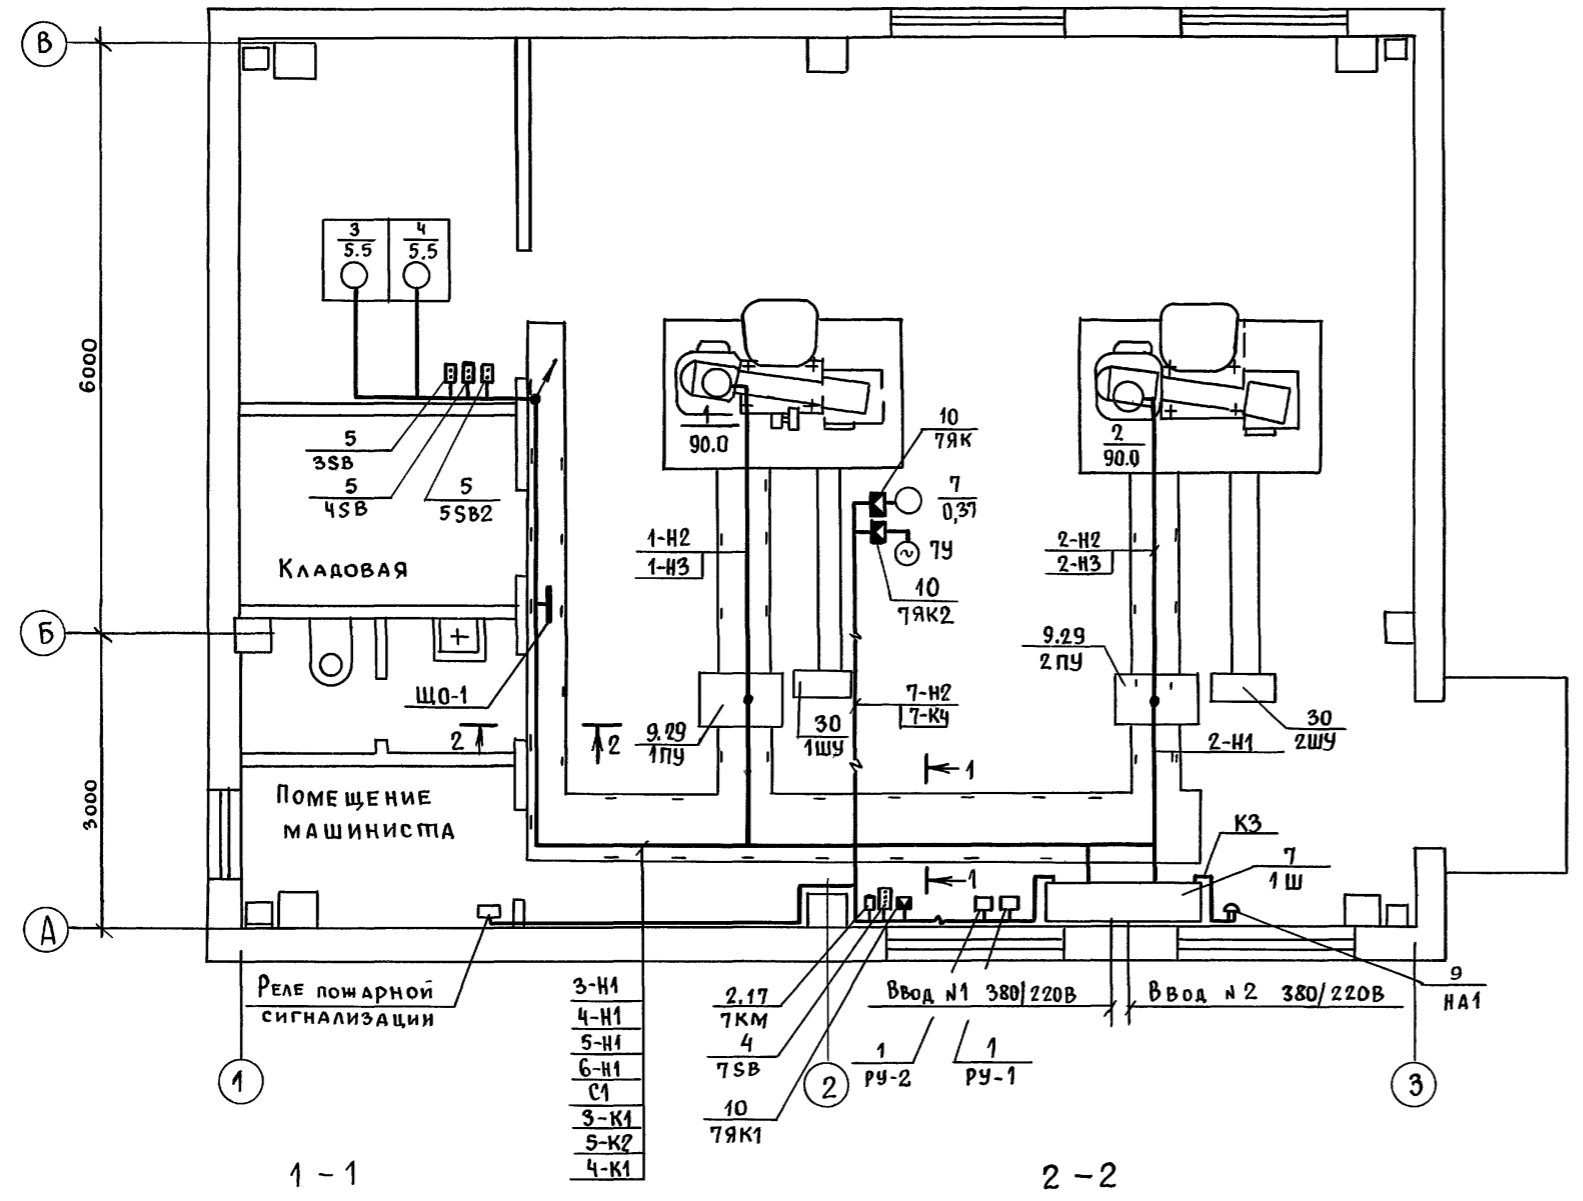 В
3
5.5
4
5.5
6000
1
90.0
2
90.0
10
7ЯК
7
0,37
7У
10
7ЯК2
5
3SB
5
4SB
5
5SB2
1-Н2
1-Н3
2-Н2
2-Н3
Кладовая
Б
ЩО-1
9.29
2ПУ
7-Н2
7-К4
2
2
9.29
1ПУ
30
1ШУ
2-Н1
30
2ШУ
1
3000
Помещение
машиниста
К3
7
1Ш
1
А
Реле пожарной
сигнализации
3-Н1
4-Н1
5-Н1
6-Н1
С1
3-К1
5-К2
4-К1
2,17
7КМ
4
7SB
10
7ЯК1
Ввод №1 380/220В
Ввод №2 380/220В
9
НА1
1
РУ-2
1
РУ-1
1
2
3
1-1
2-2